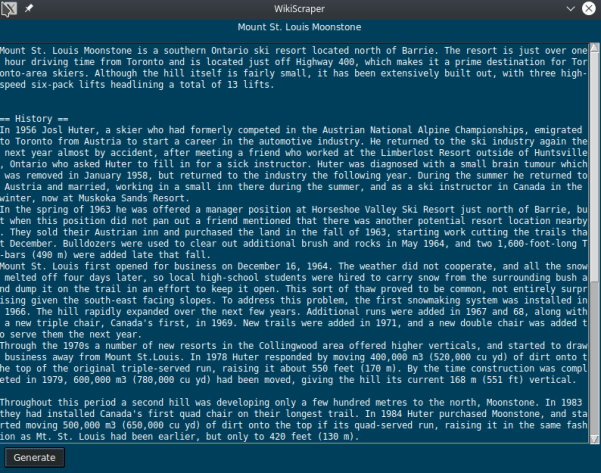 WikiScraper
Mount St. Louis Moonstone
Mount St. Louis Moonstone is a southern Ontario ski resort located north of Barrie. The resort is just over one
 hour driving time from Toronto and is located just off Highway 400, which makes it a prime destination for Tor
onto-area skiers. Although the hill itself is fairly small, it has been extensively built out, with three high-
speed six-pack lifts headlining a total of 13 lifts.
== History ==
In 1956 Josl Huter, a skier who had formerly competed in the Austrian National Alpine Championships, emigrated
to Toronto from Austria to start a career in the automotive industry. He returned to the ski industry again the
 next year almost by accident, after meeting a friend who worked at the Limberlost Resort outside of Huntsville
, Ontario who asked Huter to fill in for a sick instructor. Huter was diagnosed with a small brain tumour which
 was removed in January 1958, but returned to the industry the following year. During the summer he returned to
 Austria and married, working in a small inn there during the summer, and as a ski instructor in Canada in the
winter, now at Muskoka Sands Resort.
In the spring of 1963 he was offered a manager position at Horseshoe Valley Ski Resort just north of Barrie, bu
t when this position did not pan out a friend mentioned that there was another potential resort location nearby
. They sold their Austrian inn and purchased the land in the fall of 1963, starting work cutting the trails tha
t December. Bulldozers were used to clear out additional brush and rocks in May 1964, and two 1,600-foot-long T
-bars (490 m) were added late that fall.
Mount St. Louis first opened for business on December 16, 1964. The weather did not cooperate, and all the snow
 melted off four days later, so local high-school students were hired to carry snow from the surrounding bush a
nd dump it on the trail in an effort to keep it open. This sort of thaw proved to be common, not entirely surpr
ising given the south-east facing slopes. To address this problem, the first snowmaking system was installed in
 1966. The hill rapidly expanded over the next few years. Additional runs were added in 1967 and 68, along with
 a new triple chair, Canada's first, in 1969. New trails were added in 1971, and a new double chair was added t
o serve them the next year.
Through the 1970s a number of new resorts in the Collingwood area offered higher verticals, and started to draw
 business away from Mount St.Louis. In 1978 Huter responded by moving 400,000 m3 (520,000 cu yd) of dirt onto t
he top of the original triple-served run, raising it about 550 feet (170 m). By the time construction was compl
eted in 1979, 600,000 m3 (780,000 cu yd) had been moved, giving the hill its current 168 m (551 ft) vertical.
Throughout this period a second hill was developing only a few hundred metres to the north, Moonstone. In 1983
they had installed Canada's first quad chair on their longest trail. In 1984 Huter purchased Moonstone, and sta
rted moving 500,000 m3 (650,000 cu yd) of dirt onto the top if its quad-served run, raising it in the same fash
ion as Mt. St. Louis had been earlier, but only to 420 feet (130 m).
Generate